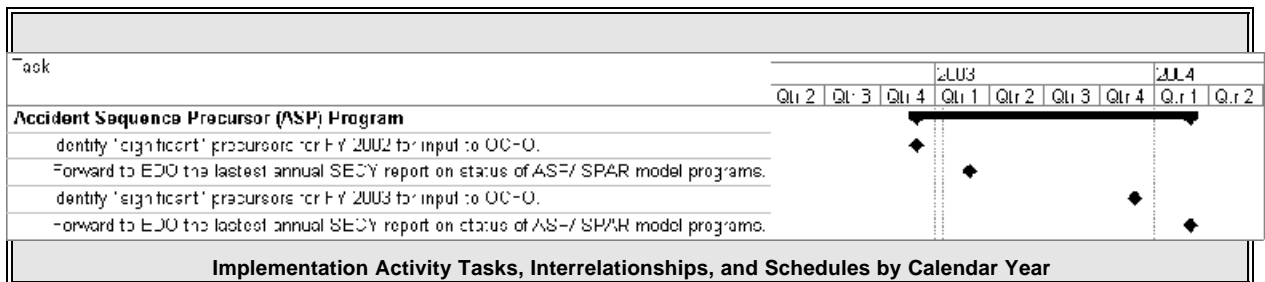 Task
2003 2004
Qtr 2 Qtr 3 Qtr 4 Qtr 1 Qtr 2 Qtr 3 Qtr 4 Qtr 1 Qtr 2
Accident Sequence Precursor (ASP) Program
Identify "significant" precursors for FY 2002 for input to OCFO.
Forward to EDO the lastest annual SECY report on status of ASP/ SPAR model programs.
Identify "significant" precursors for FY 2003 for input to OCFO.
Forward to EDO the lastest annual SECY report on status of ASP/ SPAR model programs.
Implementation Activity Tasks, Interrelationships, and Schedules by Calendar Year